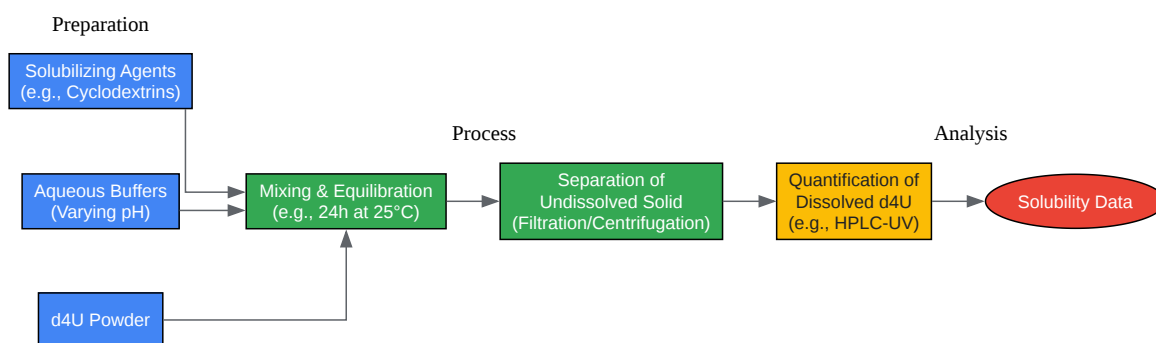 Preparation
Solubilizing Agents
(e.g., Cyclodextrins)
Process
Analysis
Aqueous Buffers
(Varying pH)
Mixing & Equilibration
(e.g., 24h at 25°C)
Separation of
Undissolved Solid
(Filtration/Centrifugation)
Quantification of
Dissolved d4U
(e.g., HPLC-UV)
Solubility Data
d4U Powder